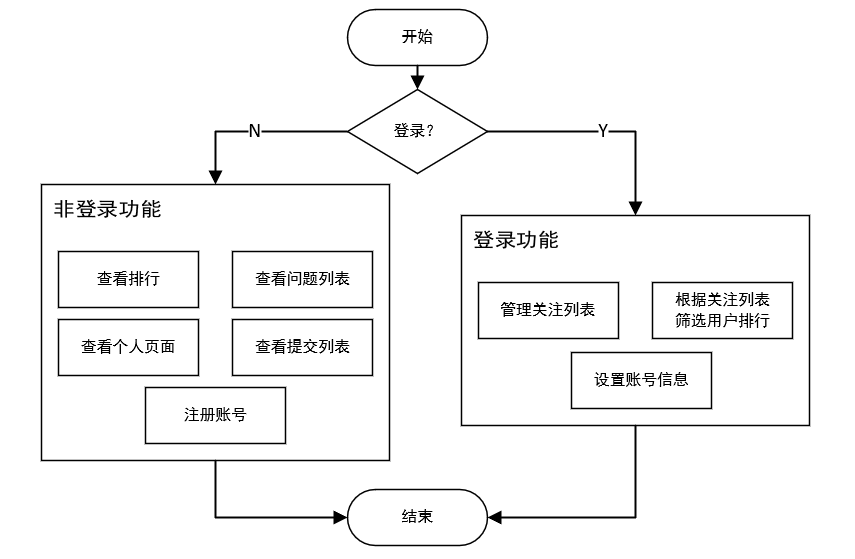 开始
登录？
N
Y
非登录功能
查看排行
查看问题列表
查看个人页面
查看提交列表
注册账号
登录功能
管理关注列表
根据关注列表
筛选用户排行
设置账号信息
结束